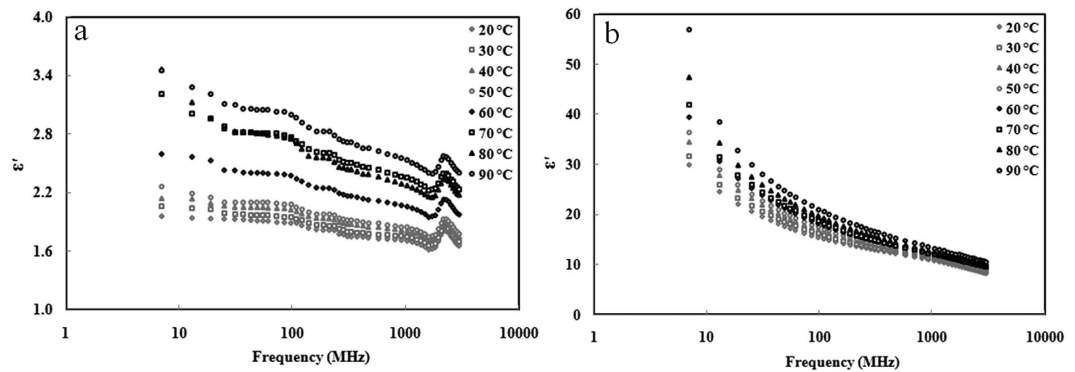 a
4.0
3.4
2.8
2.2
1.6
1.0
ε'
1 10 100 1000 10000
Frequency (MHz)
20 °C
30 °C
40 °C
50 °C
60 °C
70 °C
80 °C
90 °C
b
60
50
40
30
20
10
0
ε'
1 10 100 1000 10000
Frequency (MHz)
20 °C
30 °C
40 °C
50 °C
60 °C
70 °C
80 °C
90 °C